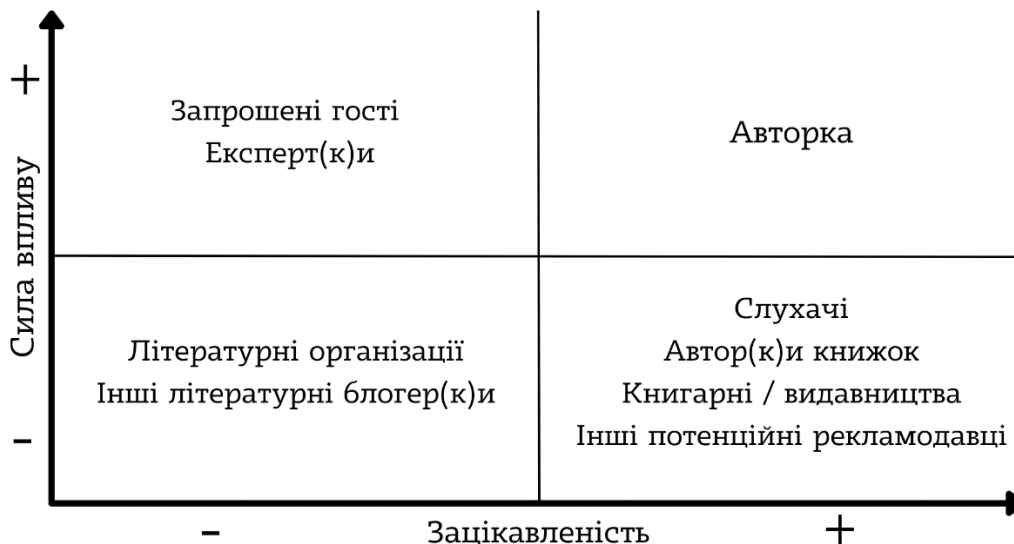 +
Запрошені гості
Експерт(к)и
Авторка
Сила впливу
Слухачі
Літературні організації
Автор(к)и книжок
Інші літературні блогер(к)и
Книгарні / видавництва
Інші потенційні рекламодавці
-
- Зацікавленість +